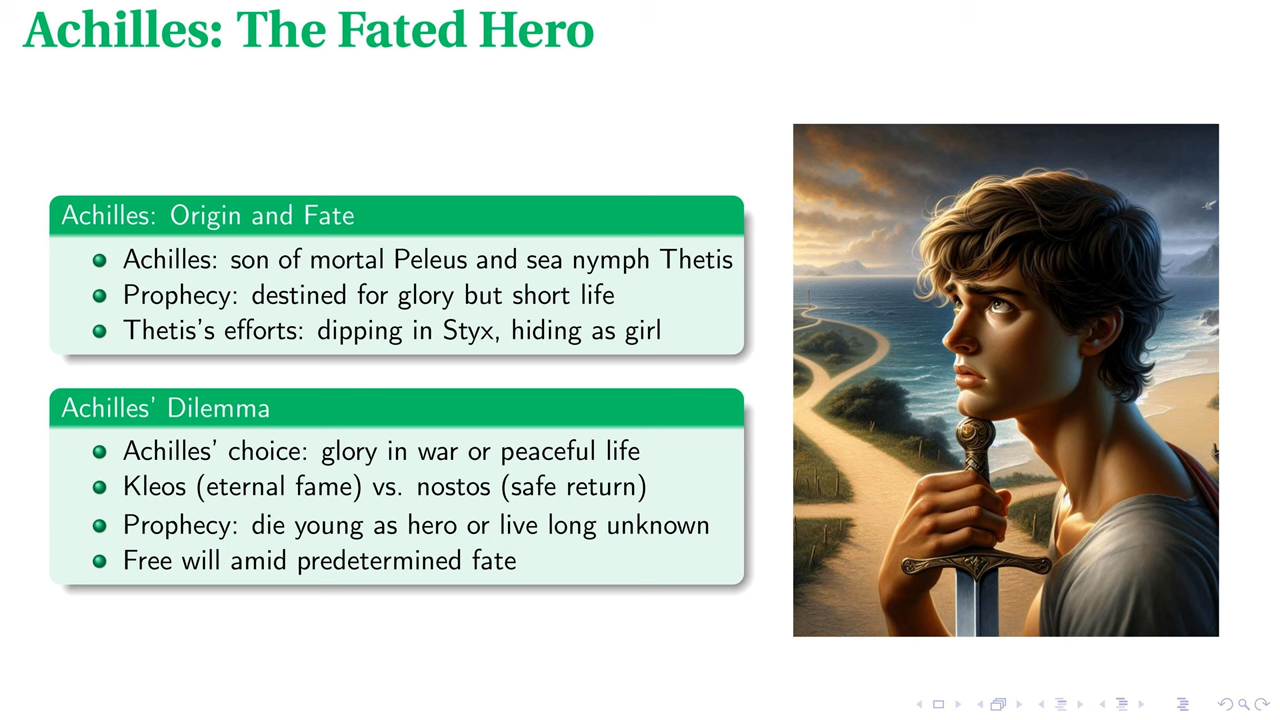 Achilles: The Fated Hero
Achilles: Origin and Fate
Achilles: son of mortal Peleus and sea nymph Thetis
Prophecy: destined for glory but short life
Thetis's efforts: dipping in Styx, hiding as girl
Achilles' Dilemma
Achilles' choice: glory in war or peaceful life
Kleos (eternal fame) vs. nostos (safe return)
Prophecy: die young as hero or live long unknown
Free will amid predetermined fate